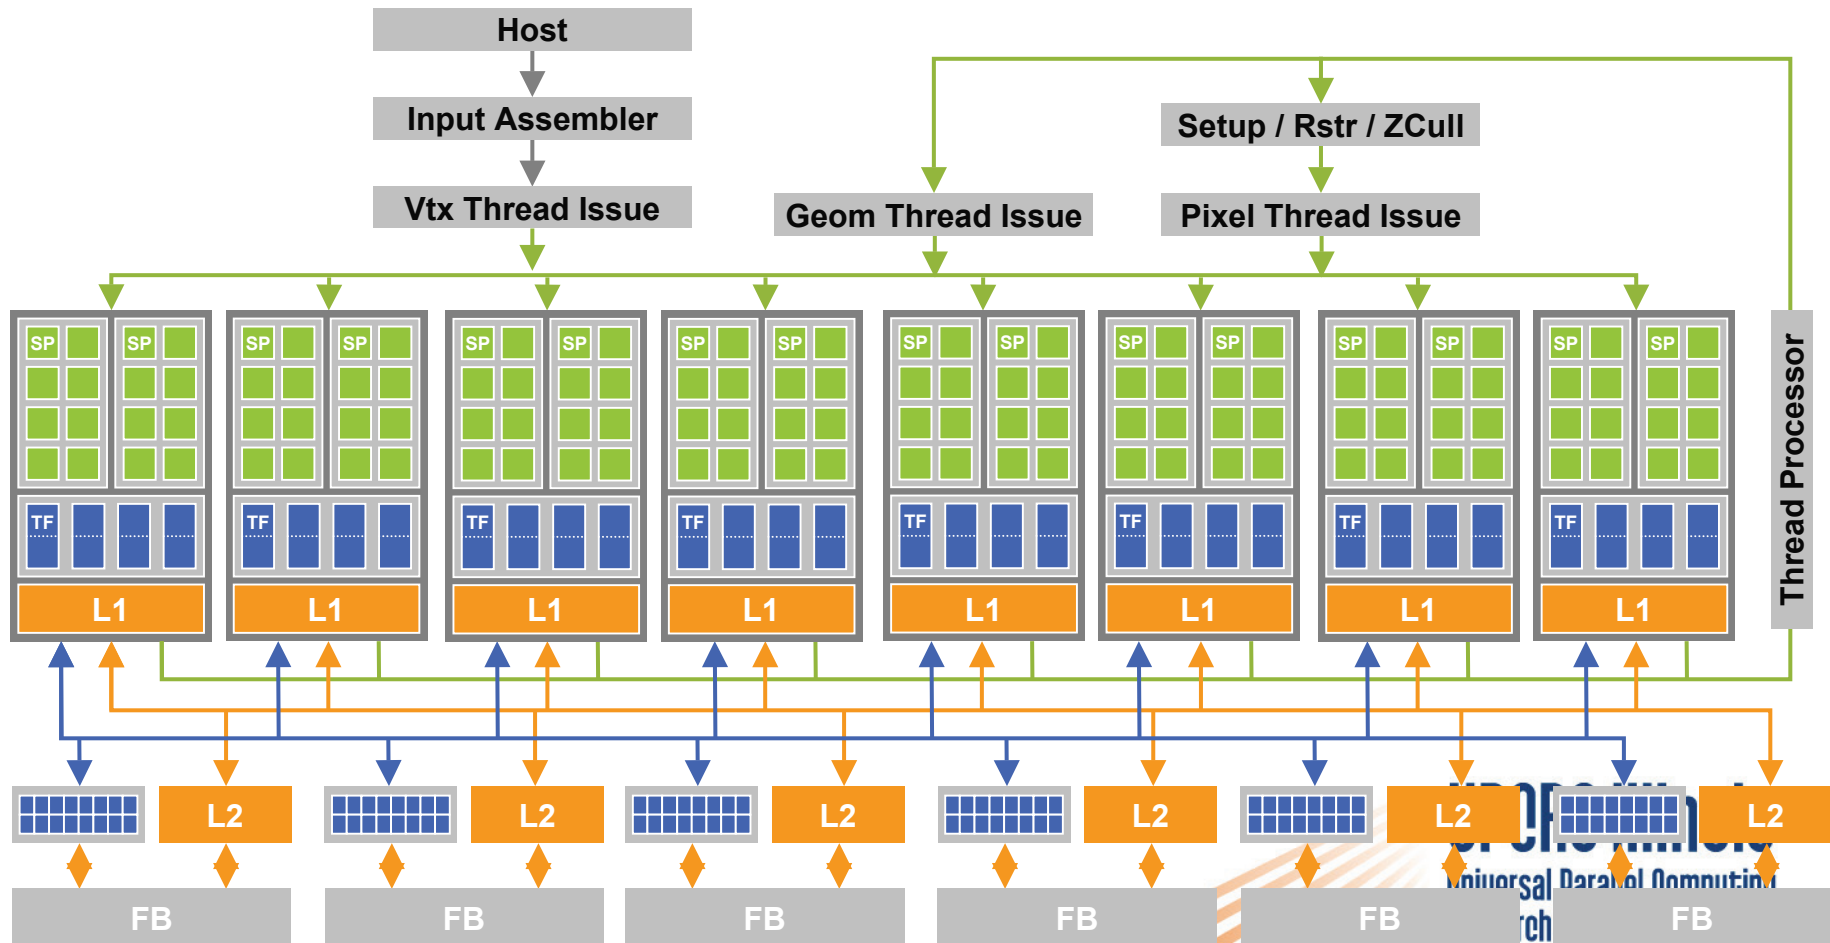 Host
Input Assembler
Setup / Rstr / ZCull
Vtx Thread Issue
Geom Thread Issue
Pixel Thread Issue
SP SP SP SP SP SP SP SP SP SP SP SP SP SP SP SP
Thread Processor
TF TF TF TF TF TF TF TF
L1 L1 L1 L1 L1 L1 L1 L1
L2 L2 L2 L2 L2 L2
Parallel Computing
FB FB FB FB FB FB